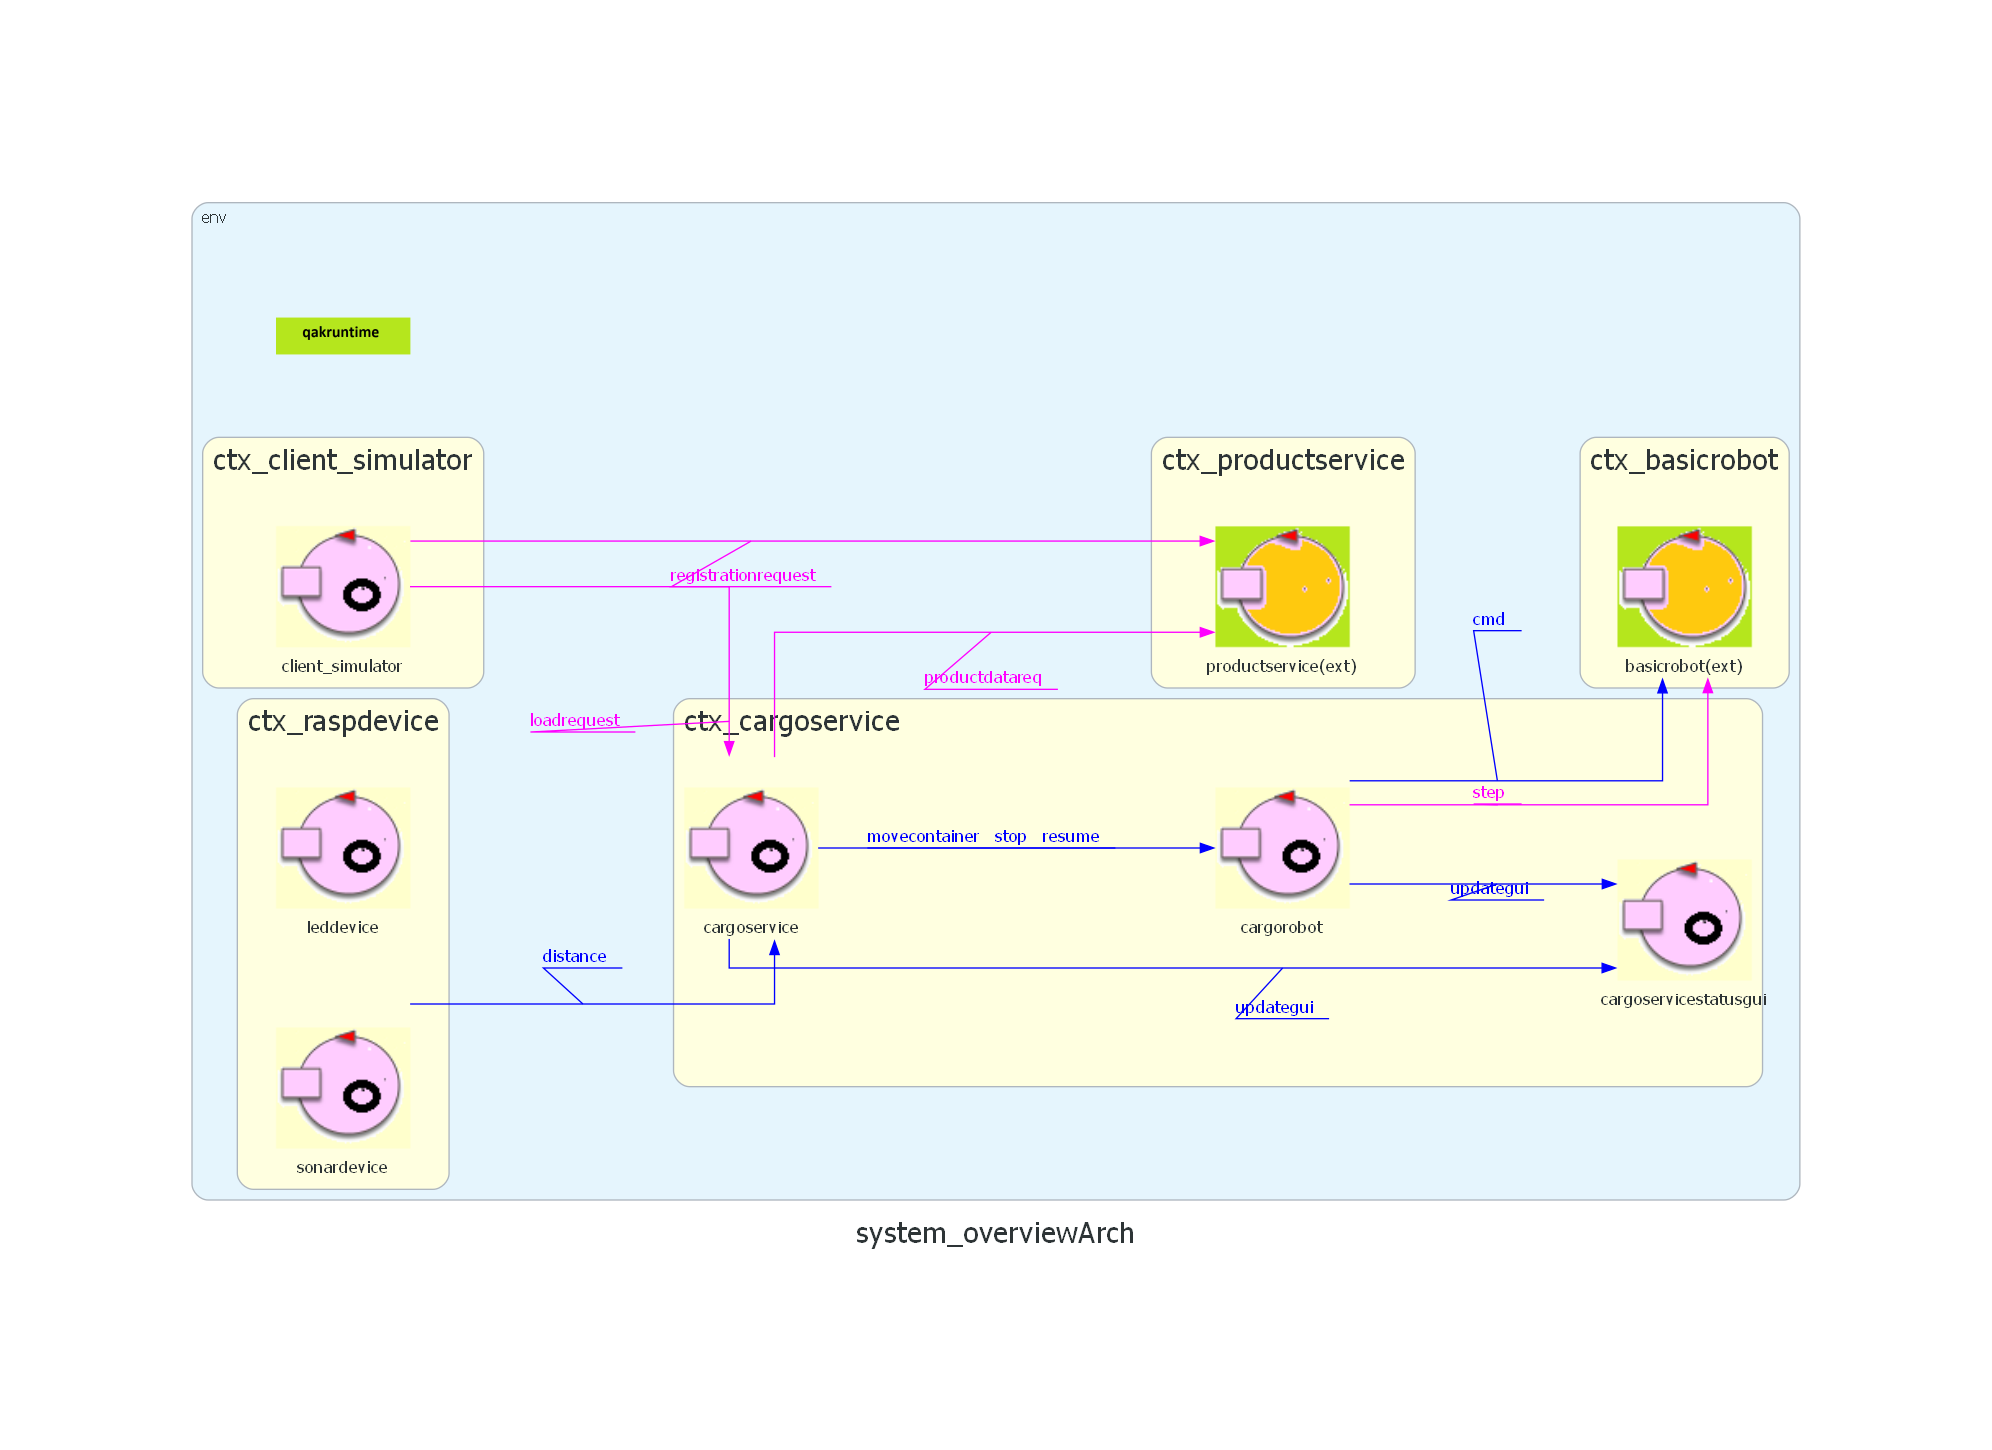 env
qakruntime
ctx_client_simulator
ctx_productservice
ctx_basicrobot
registrationrequest
cmd
client_simulator
productservice(ext)
basicrobot(ext)
productdatareq
ctx_raspdevice
loadrequest
ctx_cargoservice
step
movecontainer stop resume
updategui
leddevice
cargoservice
cargorobot
distance
cargoservicestatusgui
updategui
sonardevice
system_overviewArch